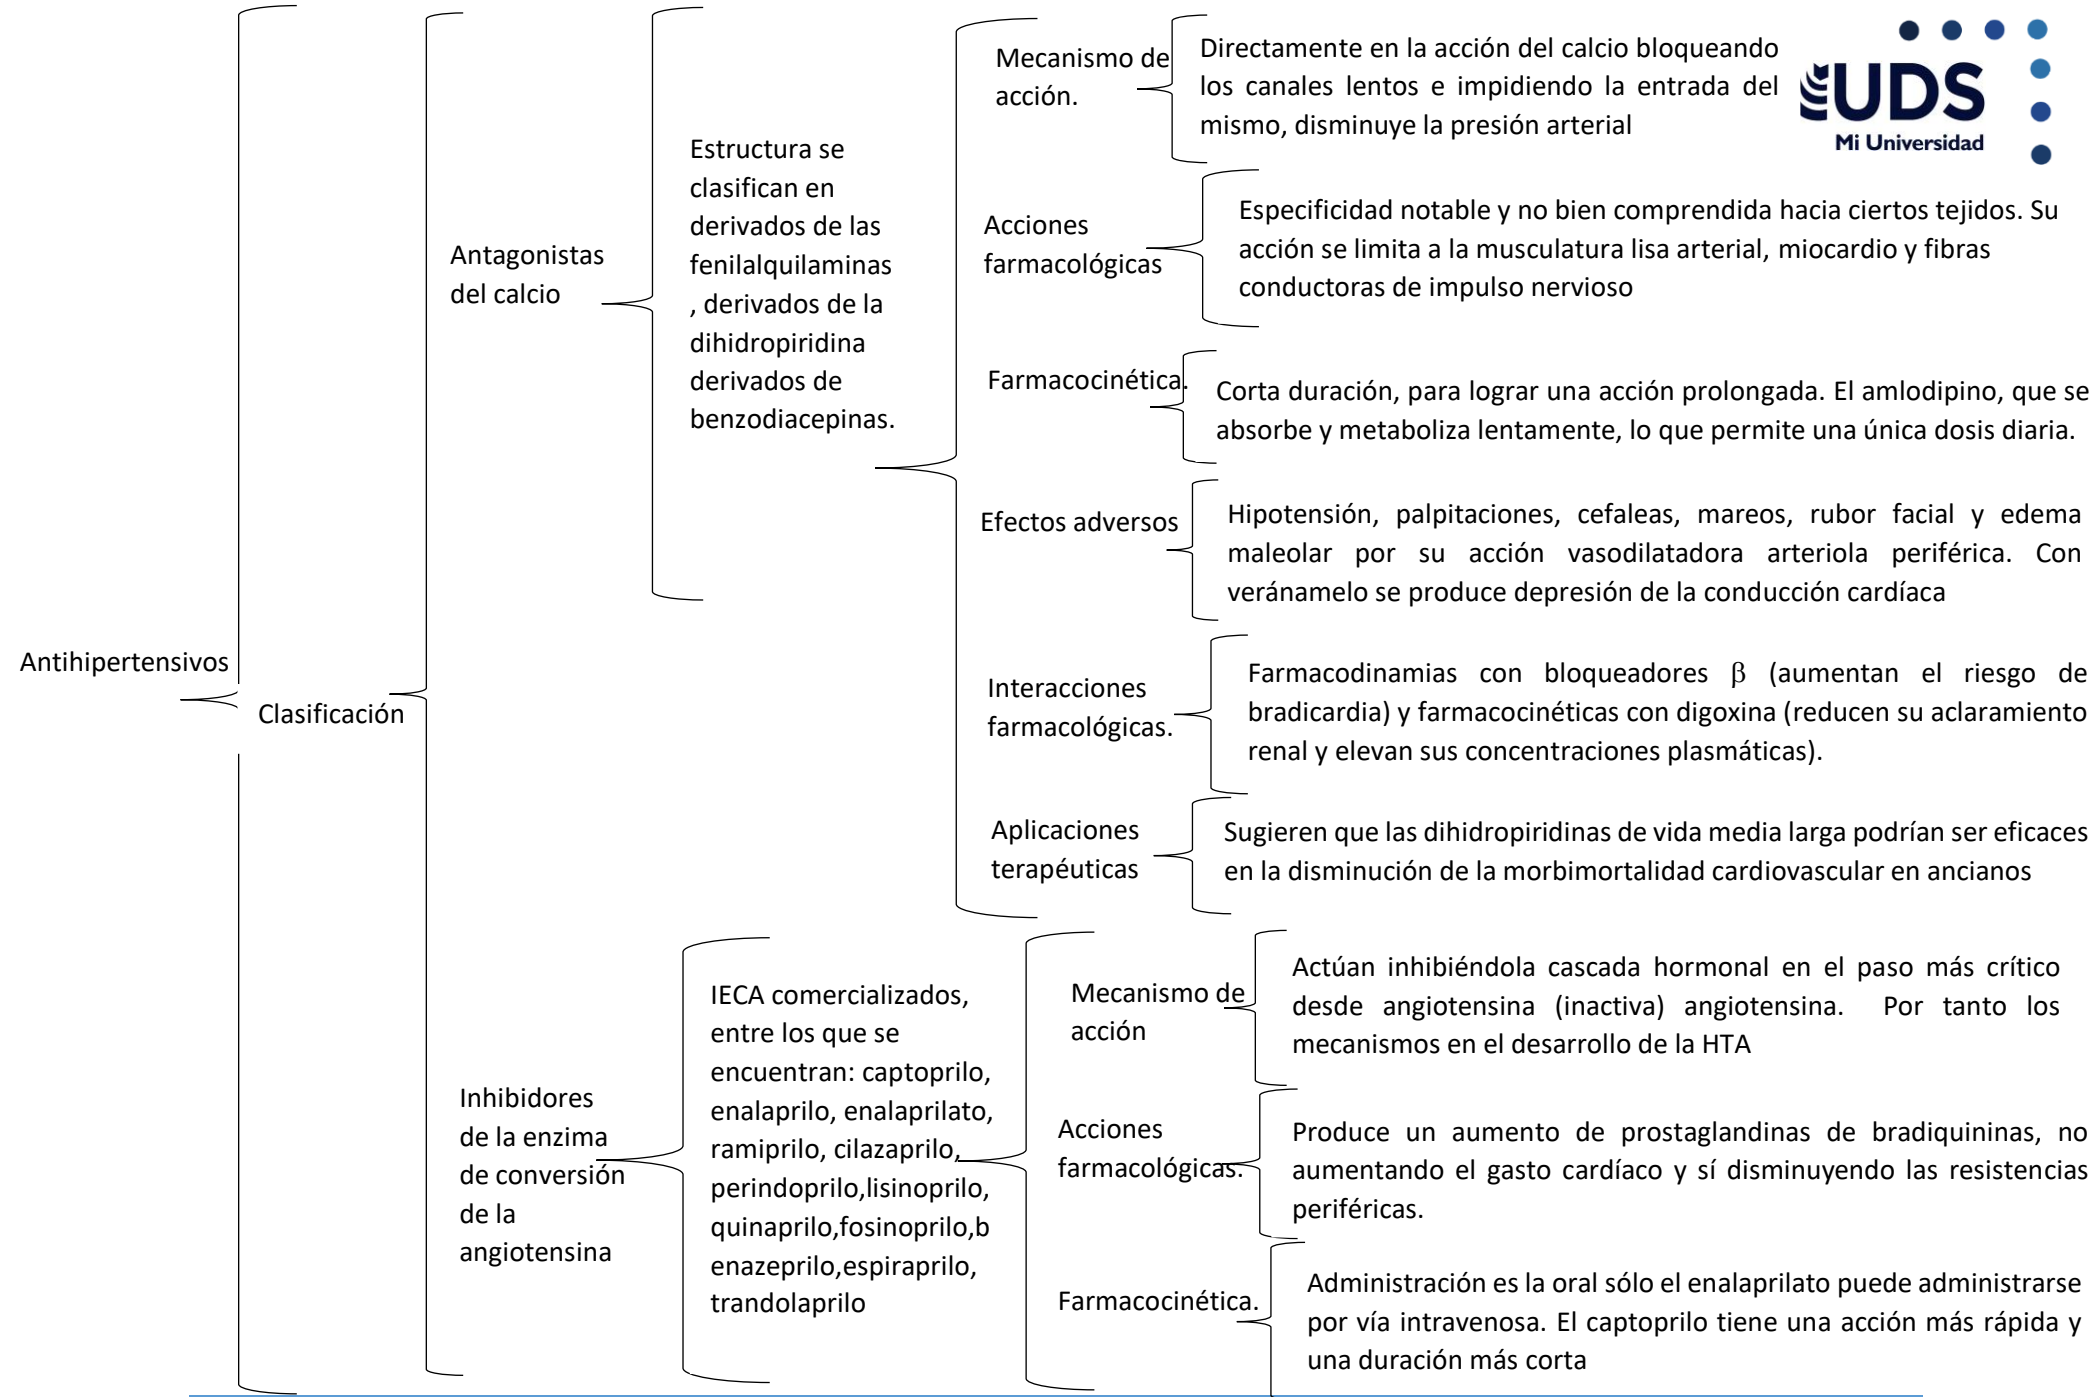 Antihipertensivos
Clasificación
Antagonistas
del calcio
Estructura se
clasifican en
derivados de las
fenilalquilaminas
, derivados de la
dihidropiridina
derivados de
benzodiacepinas.
Mecanismo de
acción.
Directamente en la acción del calcio bloqueando
los canales lentos e impidiendo la entrada del
mismo, disminuye la presión arterial
UDS
Mi Universidad
Acciones
farmacológicas
Especificidad notable y no bien comprendida hacia ciertos tejidos. Su
acción se limita a la musculatura lisa arterial, miocardio y fibras
conductoras de impulso nervioso
Farmacocinética.
Corta duración, para lograr una acción prolongada. El amlodipino, que se
absorbe y metaboliza lentamente, lo que permite una única dosis diaria.
Efectos adversos
Hipotensión, palpitaciones, cefaleas, mareos, rubor facial y edema
maleolar por su acción vasodilatadora arteriola periférica. Con
veránamelo se produce depresión de la conducción cardíaca
Interacciones
farmacológicas.
Farmacodinamias con bloqueadores β (aumentan el riesgo de
bradicardia) y farmacocinéticas con digoxina (reducen su aclaramiento
renal y elevan sus concentraciones plasmáticas).
Aplicaciones
terapéuticas
Sugieren que las dihidropiridinas de vida media larga podrían ser eficaces
en la disminución de la morbimortalidad cardiovascular en ancianos
Inhibidores
de la enzima
de conversión
de la
angiotensina
IECA comercializados,
entre los que se
encuentran: captoprilo,
enalaprilo, enalaprilato,
ramiprilo, cilazaprilo,
perindoprilo,lisinoprilo,
quinaprilo,fosinoprilo,b
enazeprilo,espiraprilo,
trandolaprilo
Mecanismo de
acción
Actúan inhibiéndola cascada hormonal en el paso más crítico
desde angiotensina (inactiva) angiotensina. Por tanto los
mecanismos en el desarrollo de la HTA
Acciones
farmacológicas.
Produce un aumento de prostaglandinas de bradiquininas, no
aumentando el gasto cardíaco y sí disminuyendo las resistencias
periféricas.
Farmacocinética.
Administración es la oral sólo el enalaprilato puede administrarse
por vía intravenosa. El captoprilo tiene una acción más rápida y
una duración más corta